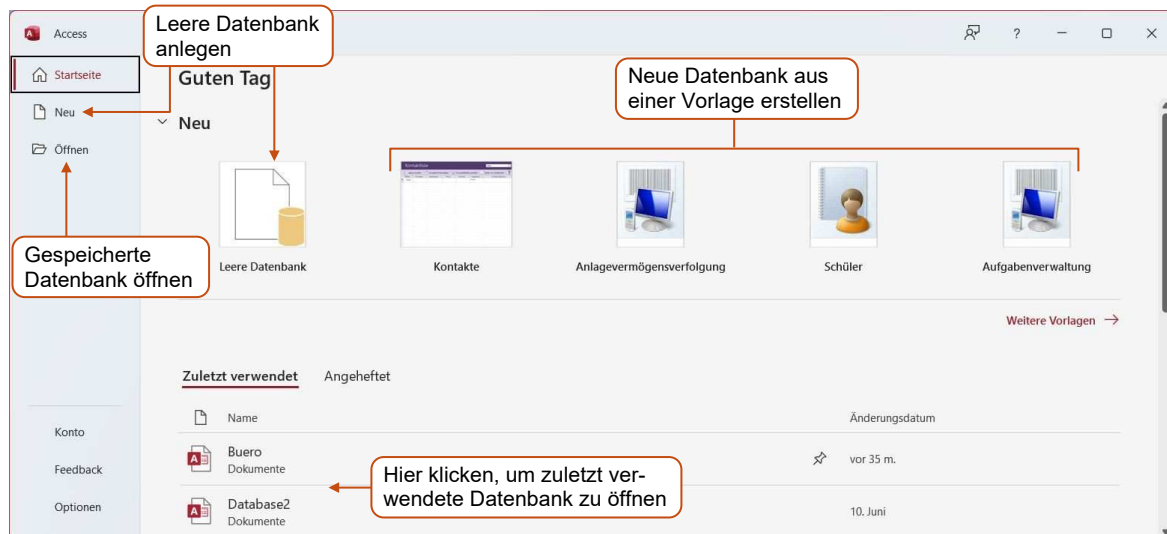 Access
Leere Datenbank
anlegen
?
Startseite
Neu
Öffnen
Guten Tag
Neue Datenbank aus
einer Vorlage erstellen
Neu
Gespeicherte
Datenbank öffnen
Leere Datenbank
Kontakte
Anlagevermögensverfolgung
Schüler
Aufgabenverwaltung
Weitere Vorlagen
Zuletzt verwendet
Angeheftet
Name
Änderungsdatum
Buero
Dokumente
vor 35 m.
Hier klicken, um zuletzt ver-
wendete Datenbank zu öffnen
Database2
Dokumente
10. Juni
Konto
Feedback
Optionen